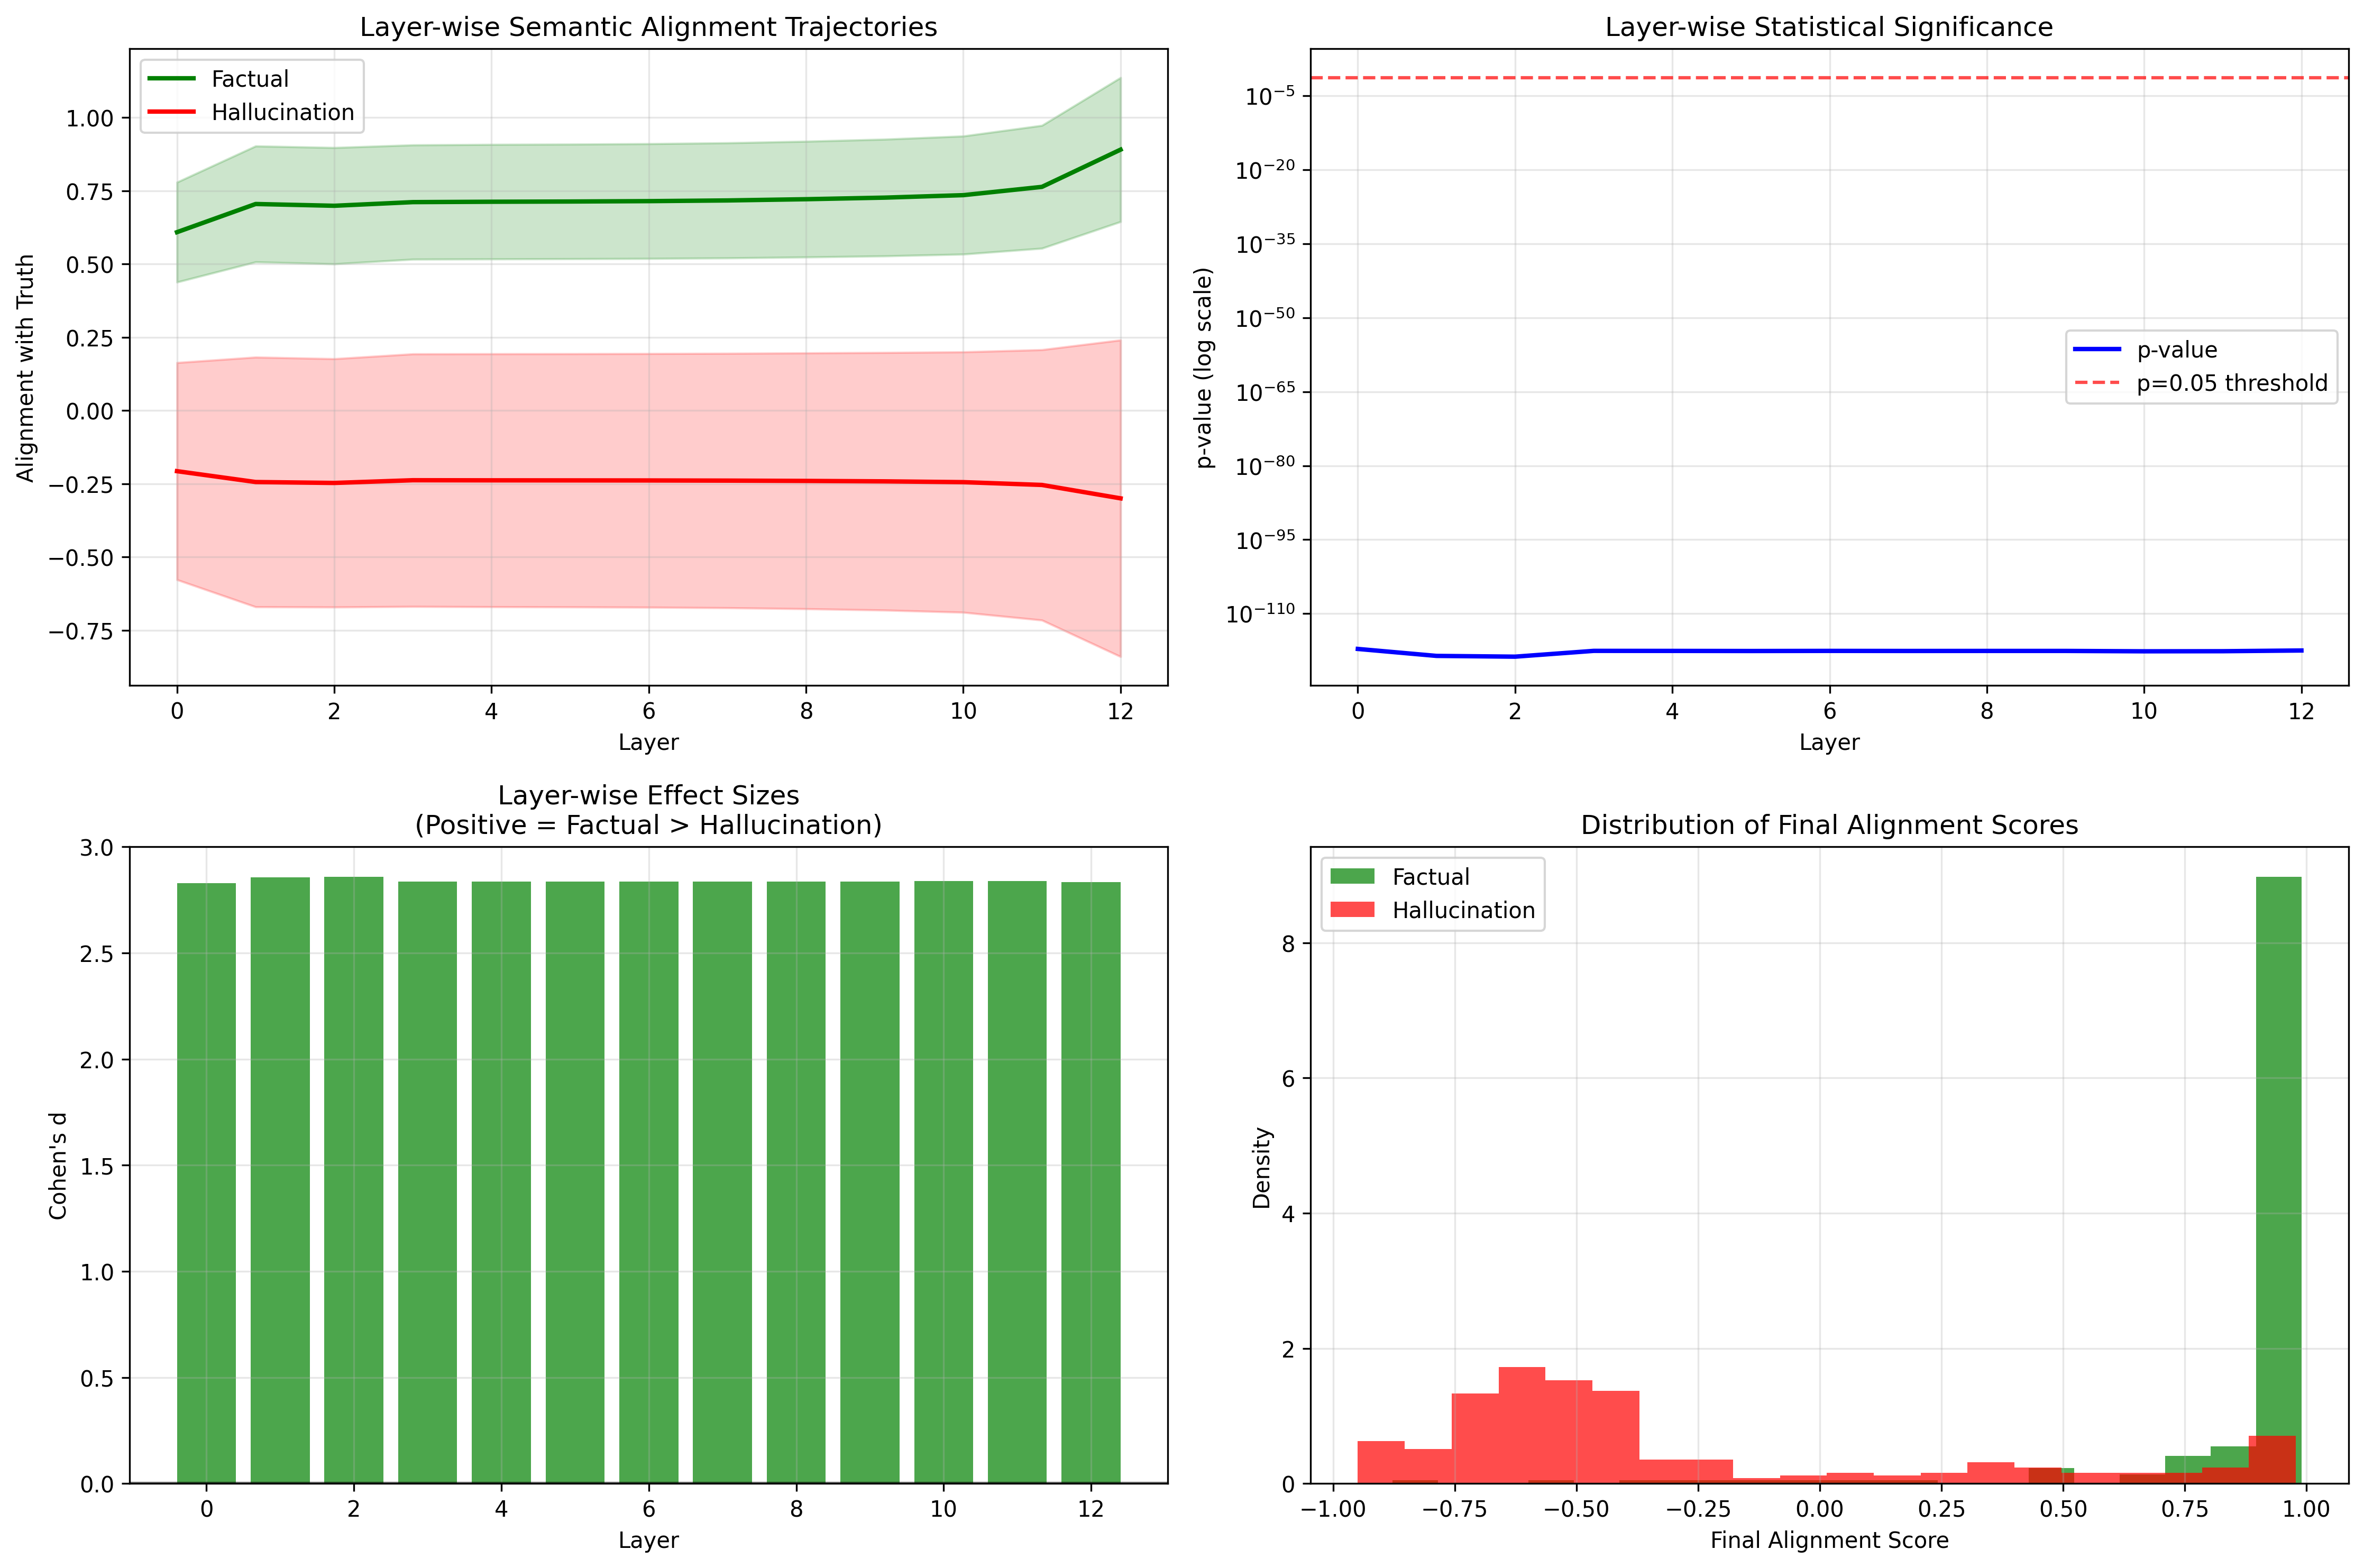 Layer-wise Semantic Alignment Trajectories
Factual
Hallucination
1.00
0.75
0.50
0.25
0.00
−0.25
−0.50
−0.75
Alignment with Truth
0 2 4 6 8 10 12
Layer
Layer-wise Statistical Significance
10⁻⁵
10⁻²⁰
10⁻³⁵
10⁻⁵⁰
10⁻⁶⁵
10⁻⁸⁰
10⁻⁹⁵
10⁻¹¹⁰
p-value (log scale)
p-value
p=0.05 threshold
0 2 4 6 8 10 12
Layer
Layer-wise Effect Sizes
(Positive = Factual > Hallucination)
3.0
2.5
2.0
1.5
1.0
0.5
0.0
Cohen's d
0 2 4 6 8 10 12
Layer
Distribution of Final Alignment Scores
Factual
Hallucination
8
6
4
2
0
Density
−1.00 −0.75 −0.50 −0.25 0.00 0.25 0.50 0.75 1.00
Final Alignment Score